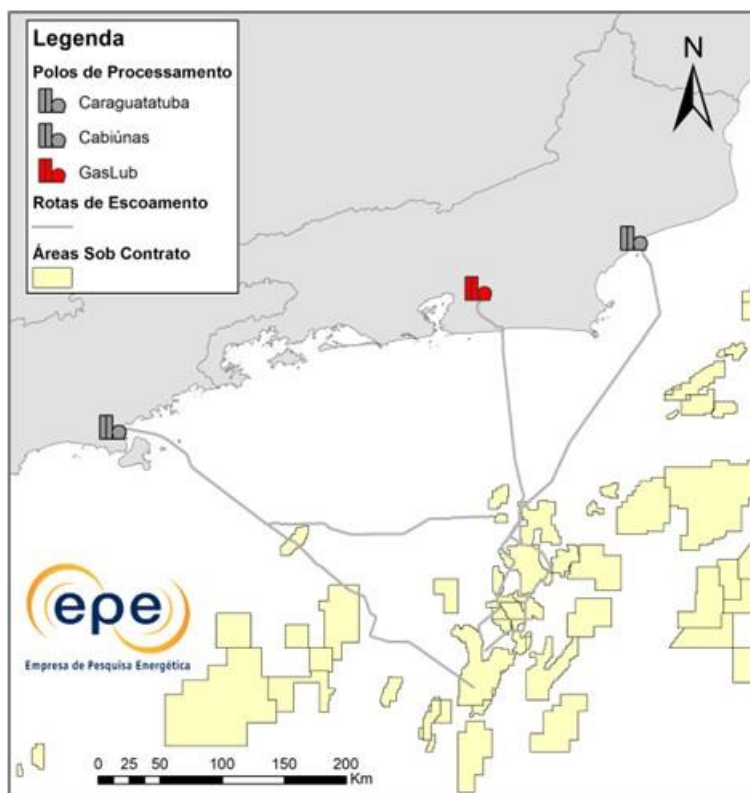 Legenda
Polos de Processamento
Caraguatatuba
Cabiúnas
GasLub
Rotas de Escoamento
Áreas Sob Contrato
N
epe
Empresa de Pesquisa Energética
0 25 50 100 150 200
Km